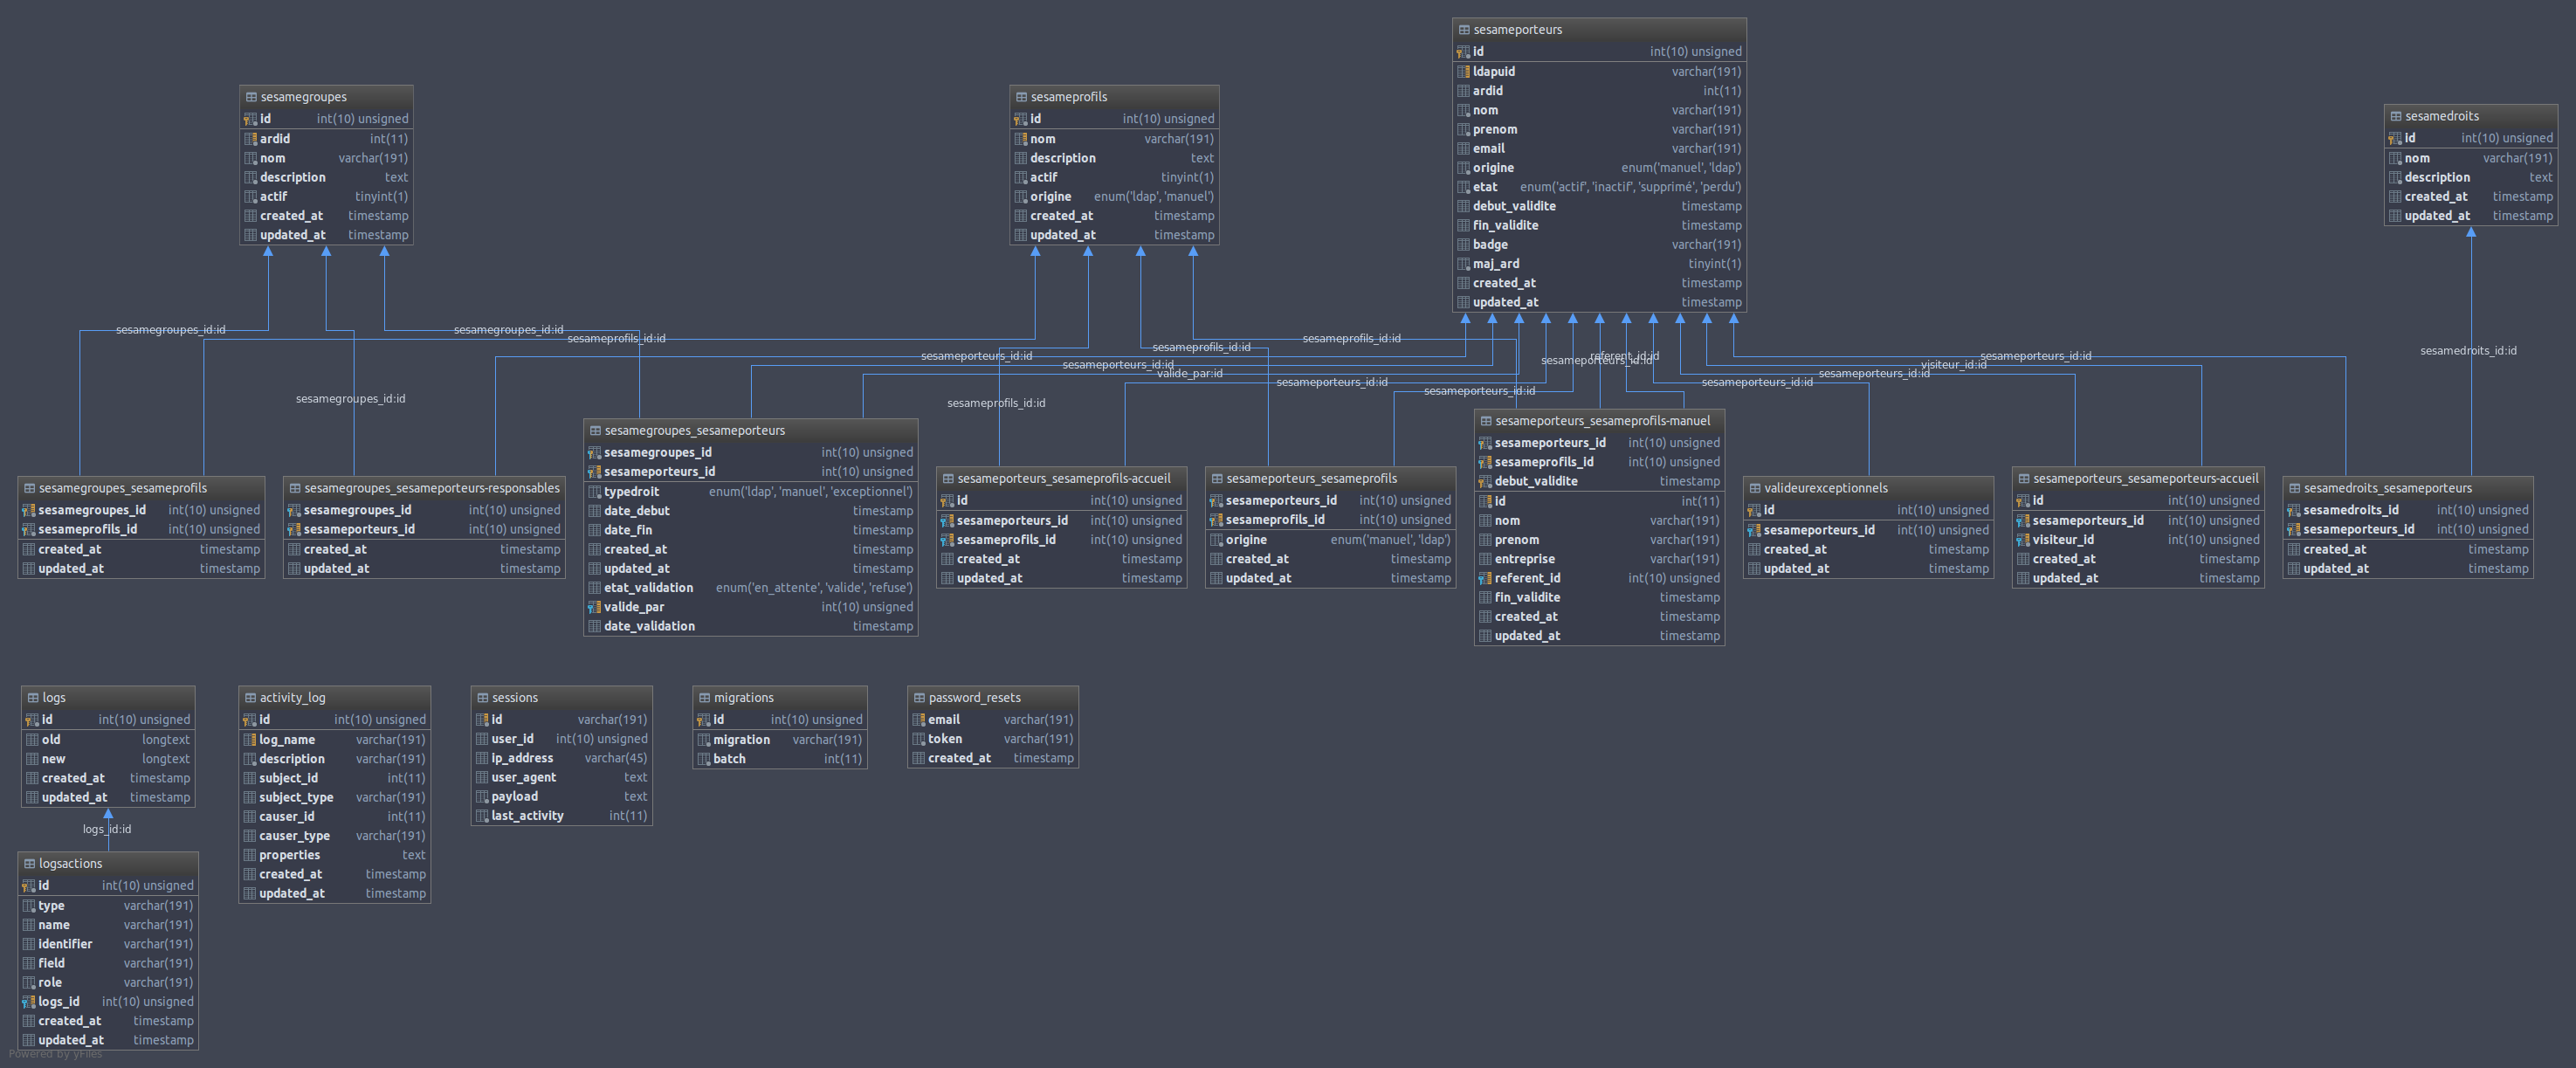 sesameporteurs
id int(10) unsigned
ldapuid varchar(191)
ardid int(11)
nom varchar(191)
prenom varchar(191)
email varchar(191)
origine enum('manuel', 'ldap')
etat enum('actif', 'inactif', 'supprimé', 'perdu')
debut_validite timestamp
fin_validite timestamp
badge varchar(191)
maj_ard tinyint(1)
created_at timestamp
updated_at timestamp
sesamegroupes
id int(10) unsigned
ardid int(11)
nom varchar(191)
description text
actif tinyint(1)
created_at timestamp
updated_at timestamp
sesameprofils
id int(10) unsigned
nom varchar(191)
description text
actif tinyint(1)
origine enum('ldap', 'manuel')
created_at timestamp
updated_at timestamp
sesamedroits
id int(10) unsigned
nom varchar(191)
description text
created_at timestamp
updated_at timestamp
sesamegroupes_id:id
sesamegroupes_id:id
sesameprofils_id:id
sesameprofils_id:id
sesameprofils_id:id
sesameporteurs_id:id
sesameporteurs_id:id
valide_par:id
sesameporteurs_id:id
sesameporteurs_id:id
referent_id:id
sesameporteurs_id:id
sesameporteurs_id:id
sesameporteurs_id:id
visiteur_id:id
sesameporteurs_id:id
sesamedroits_id:id
sesamegroupes_id:id
sesameprofils_id:id
sesamegroupes_sesameprofils
sesamegroupes_id int(10) unsigned
sesameprofils_id int(10) unsigned
created_at timestamp
updated_at timestamp
sesamegroupes_sesameporteurs-responsables
sesamegroupes_id int(10) unsigned
sesameporteurs_id int(10) unsigned
created_at timestamp
updated_at timestamp
sesamegroupes_sesameporteurs
sesamegroupes_id int(10) unsigned
sesameporteurs_id int(10) unsigned
typedroit enum('ldap', 'manuel', 'exceptionnel')
date_debut timestamp
date_fin timestamp
created_at timestamp
updated_at timestamp
etat_validation enum('en_attente', 'valide', 'refuse')
valide_par int(10) unsigned
date_validation timestamp
sesameporteurs_sesameprofils-accueil
id int(10) unsigned
sesameporteurs_id int(10) unsigned
sesameprofils_id int(10) unsigned
created_at timestamp
updated_at timestamp
sesameporteurs_sesameprofils
sesameporteurs_id int(10) unsigned
sesameprofils_id int(10) unsigned
origine enum('manuel', 'ldap')
created_at timestamp
updated_at timestamp
sesameporteurs_sesameprofils-manuel
sesameporteurs_id int(10) unsigned
sesameprofils_id int(10) unsigned
debut_validite timestamp
id int(11)
nom varchar(191)
prenom varchar(191)
entreprise varchar(191)
referent_id int(10) unsigned
fin_validite timestamp
created_at timestamp
updated_at timestamp
valideurexceptionnels
id int(10) unsigned
sesameporteurs_id int(10) unsigned
created_at timestamp
updated_at timestamp
sesameporteurs_sesameporteurs-accueil
id int(10) unsigned
sesameporteurs_id int(10) unsigned
visiteur_id int(10) unsigned
created_at timestamp
updated_at timestamp
sesamedroits_sesameporteurs
sesamedroits_id int(10) unsigned
sesameporteurs_id int(10) unsigned
created_at timestamp
updated_at timestamp
logs
id int(10) unsigned
old longtext
new longtext
created_at timestamp
updated_at timestamp
logs_id:id
logsactions
id int(10) unsigned
type varchar(191)
name varchar(191)
identifier varchar(191)
field varchar(191)
role varchar(191)
logs_id int(10) unsigned
created_at timestamp
updated_at timestamp
activity_log
id int(10) unsigned
log_name varchar(191)
description varchar(191)
subject_id int(11)
subject_type varchar(191)
causer_id int(11)
causer_type varchar(191)
properties text
created_at timestamp
updated_at timestamp
sessions
id varchar(191)
user_id int(10) unsigned
ip_address varchar(45)
user_agent text
payload text
last_activity int(11)
migrations
id int(10) unsigned
migration varchar(191)
batch int(11)
password_resets
email varchar(191)
token varchar(191)
created_at timestamp
Powered by yFiles